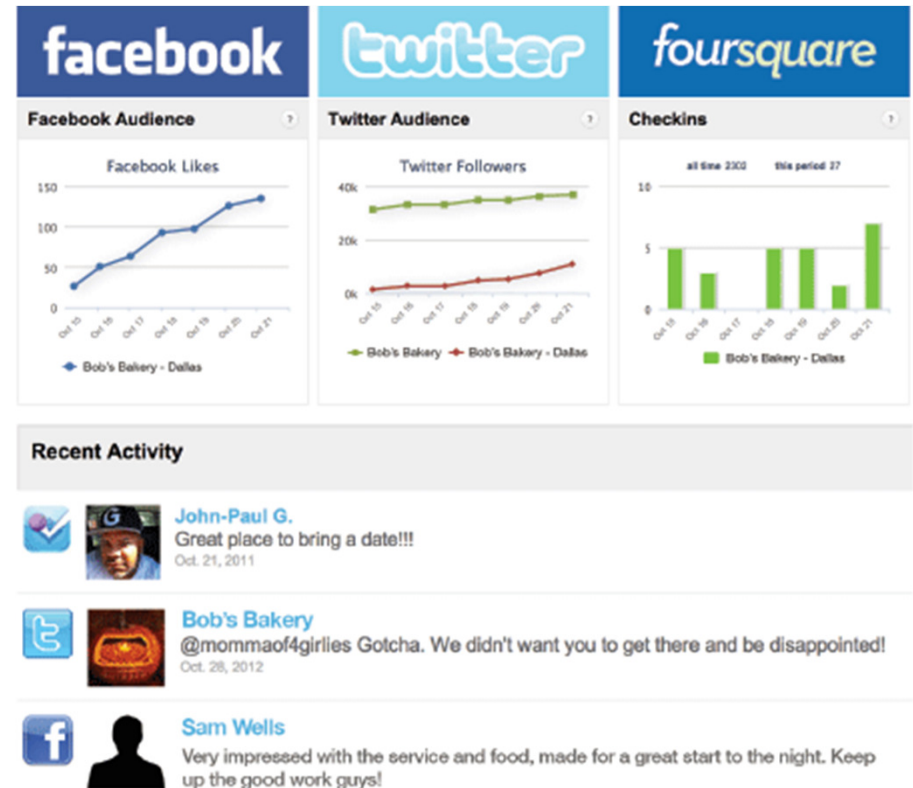 facebook
twitter
foursquare
Facebook Audience ?
Twitter Audience ?
Checkins ?
Facebook Likes
150
100
50
0
Oct 15 Oct 16 Oct 17 Oct 18 Oct 19 Oct 20 Oct 21
Bob's Bakery - Dallas
Twitter Followers
40k
20k
0k
Oct 15 Oct 16 Oct 17 Oct 18 Oct 19 Oct 20 Oct 21
Bob's Bakery Bob's Bakery - Dallas
all time 2302 this period 27
10
5
0
Oct 15 Oct 16 Oct 17 Oct 18 Oct 19 Oct 20 Oct 21
Bob's Bakery - Dallas
Recent Activity
G
John-Paul G.
Great place to bring a date!!!
Oct. 21, 2011
t
Bob's Bakery
@mommaof4girlies Gotcha. We didn't want you to get there and be disappointed!
Oct. 28, 2012
f
Sam Wells
Very impressed with the service and food, made for a great start to the night. Keep
up the good work guys!